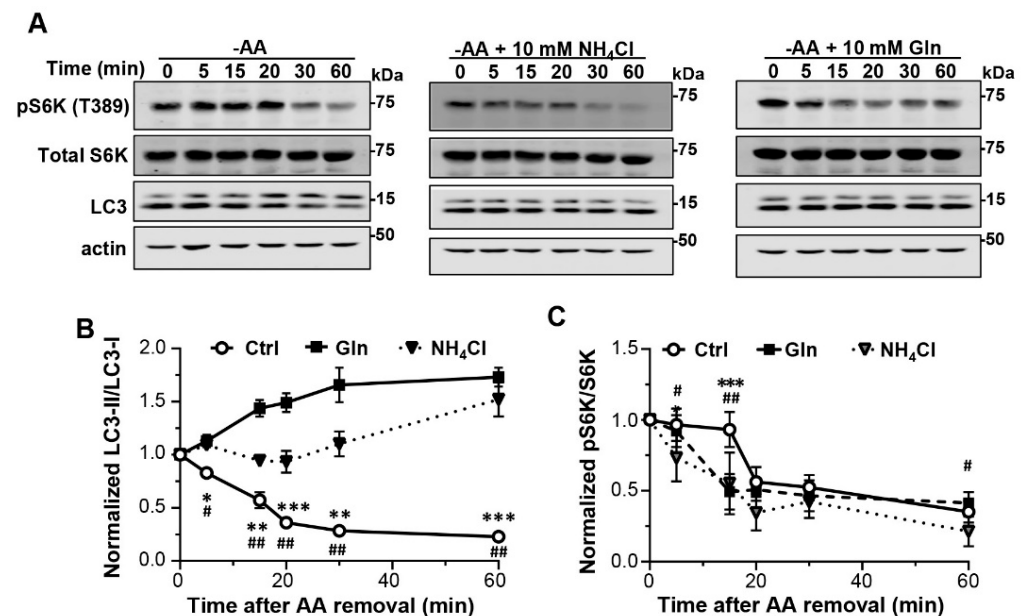 A
-AA
-AA + 10 mM NH₄Cl
-AA + 10 mM Gln
Time (min) 0 5 15 20 30 60 kDa
0 5 15 20 30 60 kDa
0 5 15 20 30 60 kDa
pS6K (T389) -75 -75 -75
Total S6K -75 -75 -75
LC3 -15 -15 -15
actin -50 -50 -50
B
Normalized LC3-II/LC3-I
Ctrl Gln NH₄Cl
2.0
1.5
1.0
0.5
0.0
* 
#
** *** ** ***
## ## ## ##
0 20 40 60
Time after AA removal (min)
C
Normalized pS6K/S6K
Ctrl Gln NH₄Cl
1.5
1.0
0.5
0.0
#
*
***
##
#
0 20 40 60
Time after AA removal (min)